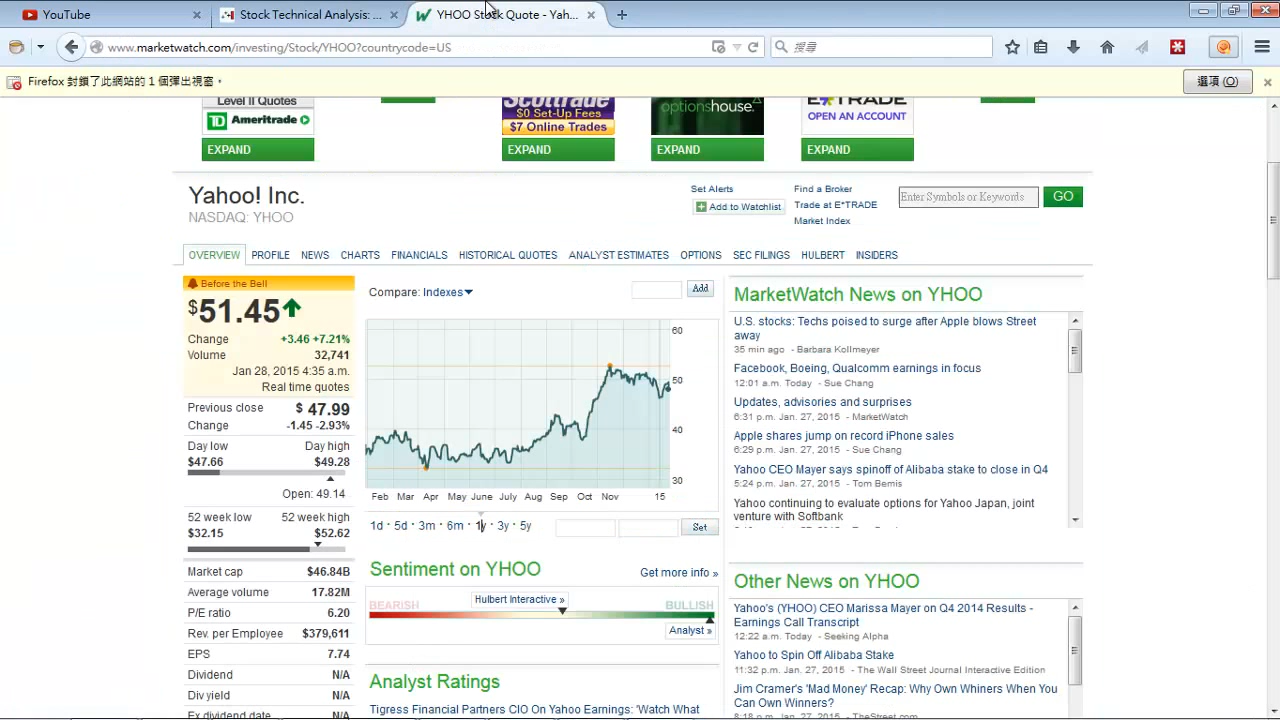 YouTube
Stock Technical Analysis: ...
YHOO Stock Quote - Yah...
www.marketwatch.com/investing/Stock/YHOO?countrycode=US
搜尋
Firefox 封鎖了此網站的 1 個彈出視窗。
選項(O)
Level II Quotes
TD Ameritrade
Scottrade
$0 Set-Up Fees
$7 Online Trades
optionshouse
E*TRADE
OPEN AN ACCOUNT
EXPAND
EXPAND
EXPAND
EXPAND
Yahoo! Inc.
NASDAQ: YHOO
Set Alerts
Add to Watchlist
Find a Broker
Trade at E*TRADE
Market Index
Enter Symbols or Keywords
GO
OVERVIEW PROFILE NEWS CHARTS FINANCIALS HISTORICAL QUOTES ANALYST ESTIMATES OPTIONS SEC FILINGS HULBERT INSIDERS
Before the Bell
$51.45
Change +3.46 +7.21%
Volume 32,741
Jan 28, 2015 4:35 a.m.
Real time quotes
Previous close $ 47.99
Change -1.45 -2.93%
Day low Day high
$47.66 $49.28
Open: 49.14
52 week low 52 week high
$32.15 $52.62
Market cap $46.84B
Average volume 17.82M
P/E ratio 6.20
Rev. per Employee $379,611
EPS 7.74
Dividend N/A
Div yield N/A
Ex dividend date N/A
Compare: Indexes
Add
60
50
40
30
Feb Mar Apr May June July Aug Sep Oct Nov 15
1d · 5d · 3m · 6m · 1y · 3y · 5y
Set
Sentiment on YHOO
Get more info »
Hulbert Interactive »
BEARISH BULLISH
Analyst »
Analyst Ratings
Tigress Financial Partners CIO On Yahoo Earnings: 'Watch What
MarketWatch News on YHOO
U.S. stocks: Techs poised to surge after Apple blows Street
away
35 min ago - Barbara Kollmeyer
Facebook, Boeing, Qualcomm earnings in focus
12:01 a.m. Today - Sue Chang
Updates, advisories and surprises
6:31 p.m. Jan. 27, 2015 - MarketWatch
Apple shares jump on record iPhone sales
6:29 p.m. Jan. 27, 2015 - Sue Chang
Yahoo CEO Mayer says spinoff of Alibaba stake to close in Q4
5:24 p.m. Jan. 27, 2015 - Tom Bemis
Yahoo continuing to evaluate options for Yahoo Japan, joint
venture with Softbank
Other News on YHOO
Yahoo's (YHOO) CEO Marissa Mayer on Q4 2014 Results -
Earnings Call Transcript
12:22 a.m. Today - Seeking Alpha
Yahoo to Spin Off Alibaba Stake
11:32 p.m. Jan. 27, 2015 - The Wall Street Journal Interactive Edition
Jim Cramer's 'Mad Money' Recap: Why Own Whiners When You
Can Own Winners?
8:18 p.m. Jan. 27, 2015 - TheStreet.com